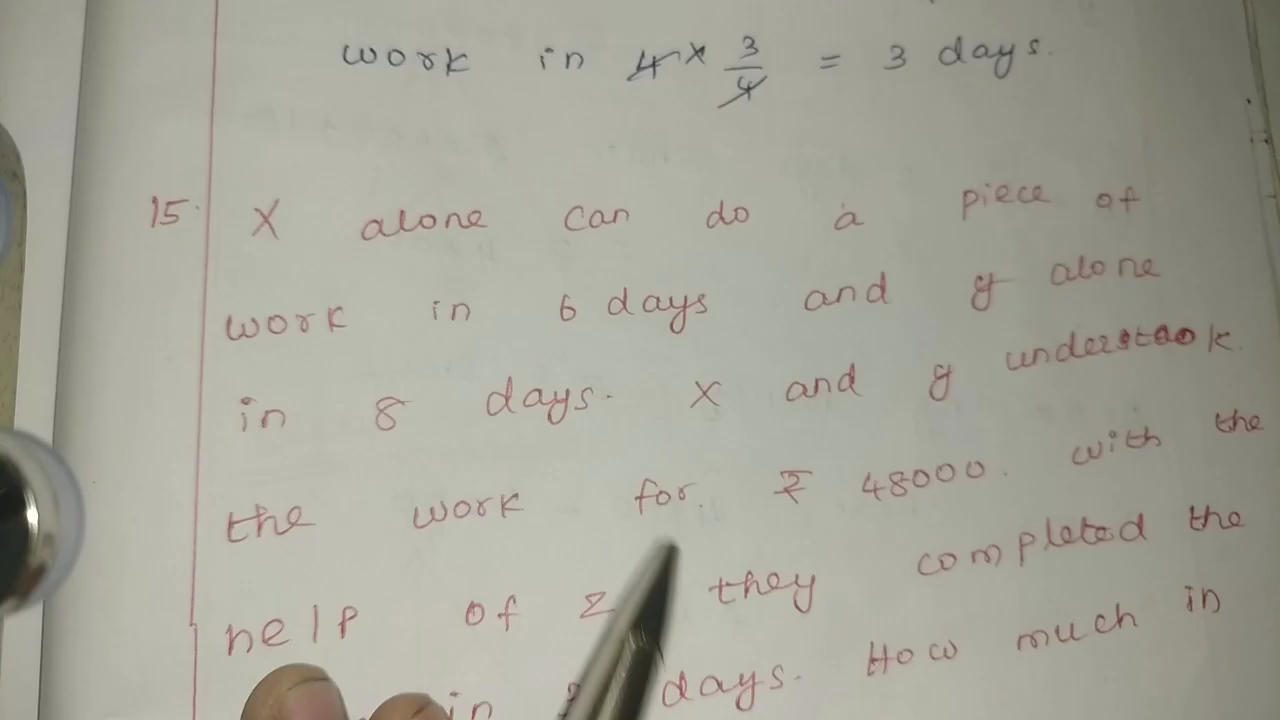 work in 4 x 3/4 = 3 days.
15. X alone can do a piece of
work in 6 days and y alone
in 8 days. X and y understook
the work for. ₹ 48000. with the
help of z they completed the
in days. How much in